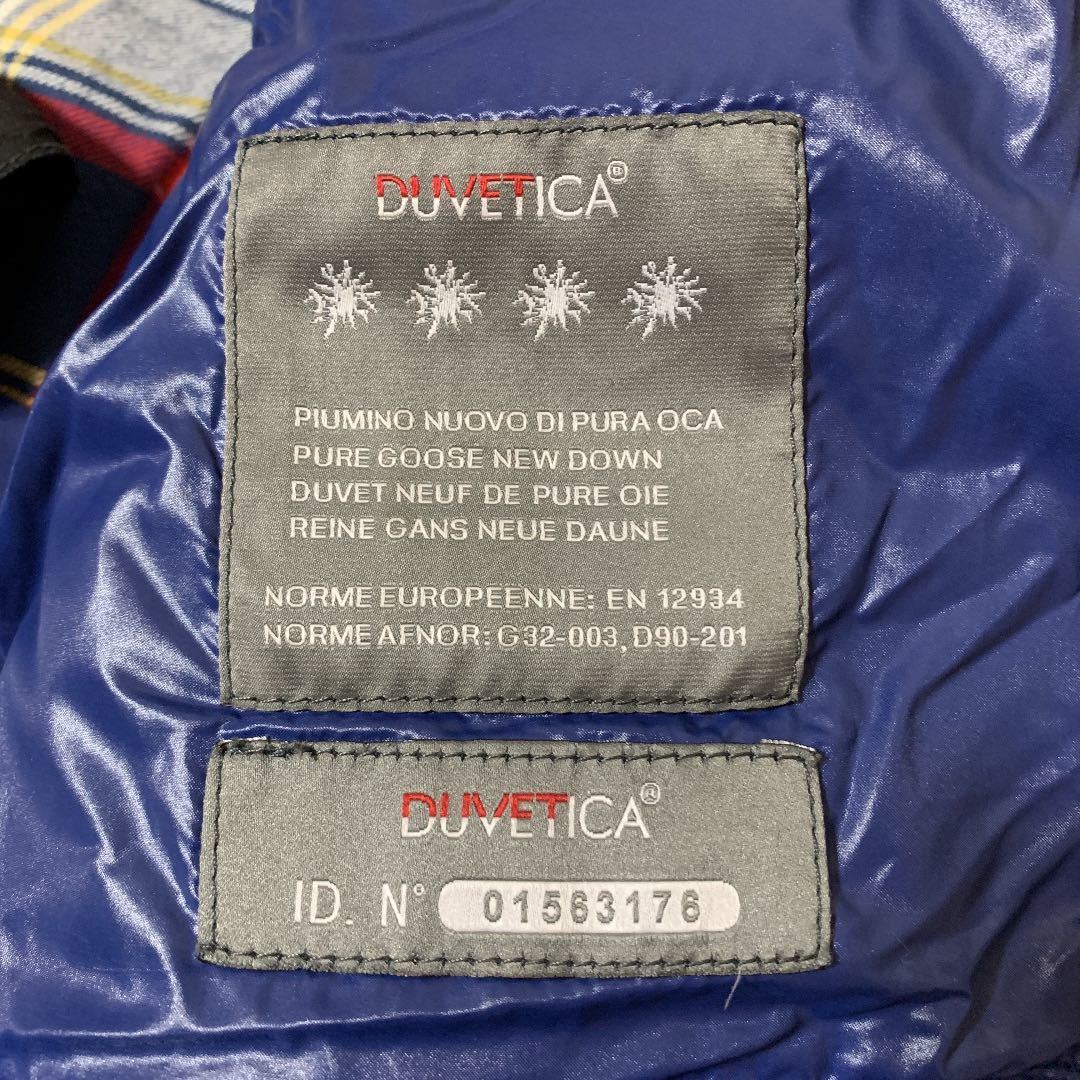 DUVETICA®
PIUMINO NUOVO DI PURA OCA
PURE GOOSE NEW DOWN
DUVET NEUF DE PURE OIE
REINE GANS NEUE DAUNE
NORME EUROPEENNE: EN 12934
NORME AFNOR: G32-003, D90-201
DUVETICA®
ID. N° 01563176